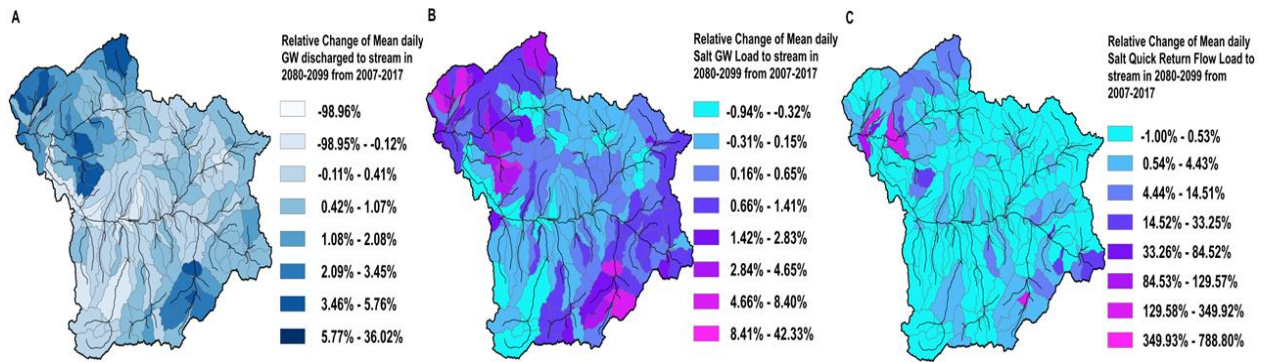 A
Relative Change of Mean daily
GW discharged to stream in
2080-2099 from 2007-2017
-98.96%
-98.95% - -0.12%
-0.11% - 0.41%
0.42% - 1.07%
1.08% - 2.08%
2.09% - 3.45%
3.46% - 5.76%
5.77% - 36.02%
B
Relative Change of Mean daily
Salt GW Load to stream in
2080-2099 from 2007-2017
-0.94% - -0.32%
-0.31% - 0.15%
0.16% - 0.65%
0.66% - 1.41%
1.42% - 2.83%
2.84% - 4.65%
4.66% - 8.40%
8.41% - 42.33%
C
Relative Change of Mean daily
Salt Quick Return Flow Load to
stream in 2080-2099 from
2007-2017
-1.00% - 0.53%
0.54% - 4.43%
4.44% - 14.51%
14.52% - 33.25%
33.26% - 84.52%
84.53% - 129.57%
129.58% - 349.92%
349.93% - 788.80%